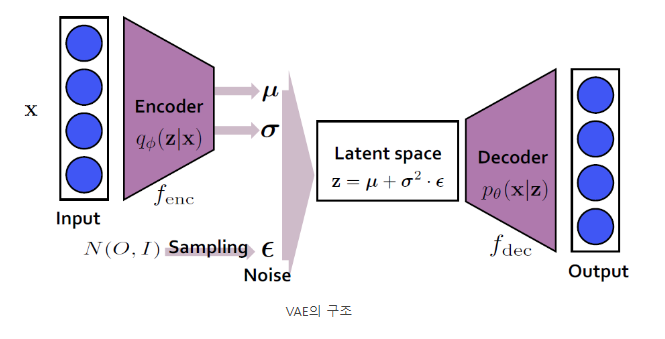 x
Input
Encoder
qϕ(z|x)
f_enc
μ
σ
N(O, I)
Sampling
ϵ
Noise
Latent space
z = μ + σ² · ϵ
Decoder
pθ(x|z)
f_dec
Output
VAE의 구조